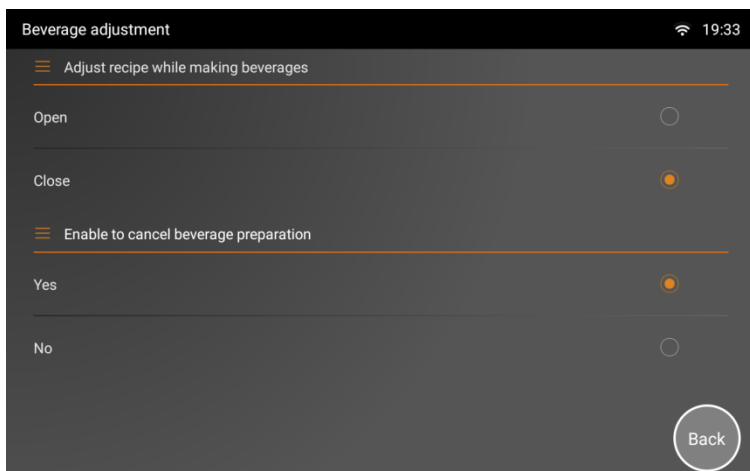 Beverage adjustment 19:33
Adjust recipe while making beverages
Open
Close
Enable to cancel beverage preparation
Yes
No
Back